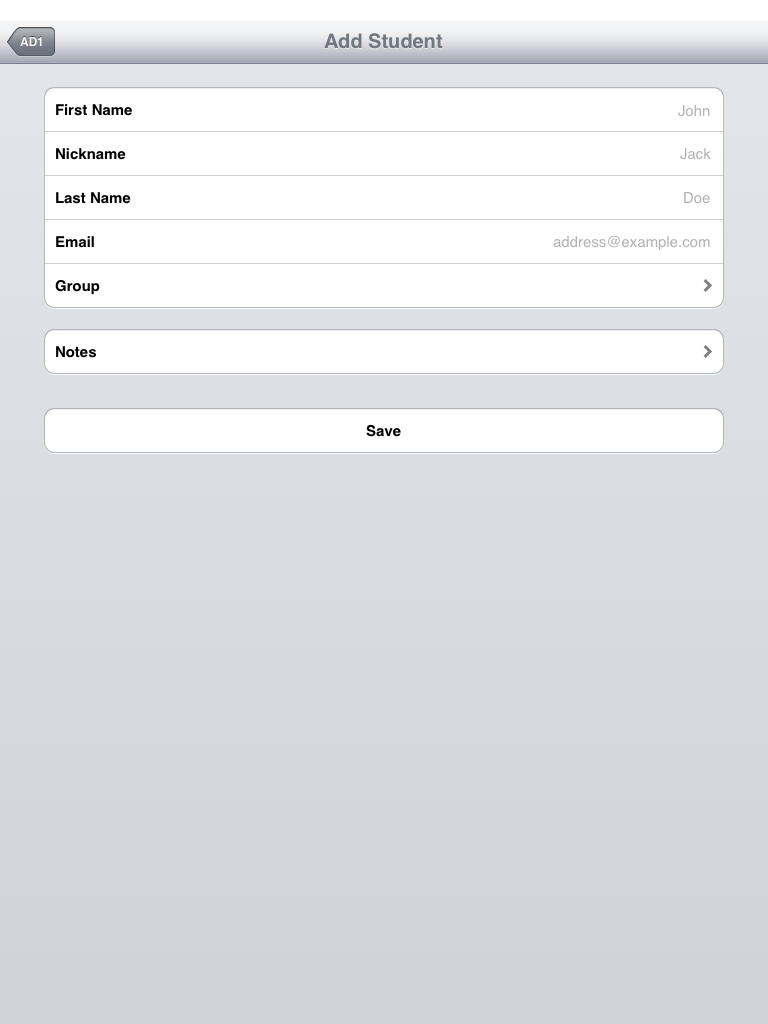 AD1
Add Student
First Name John
Nickname Jack
Last Name Doe
Email address@example.com
Group
Notes
Save